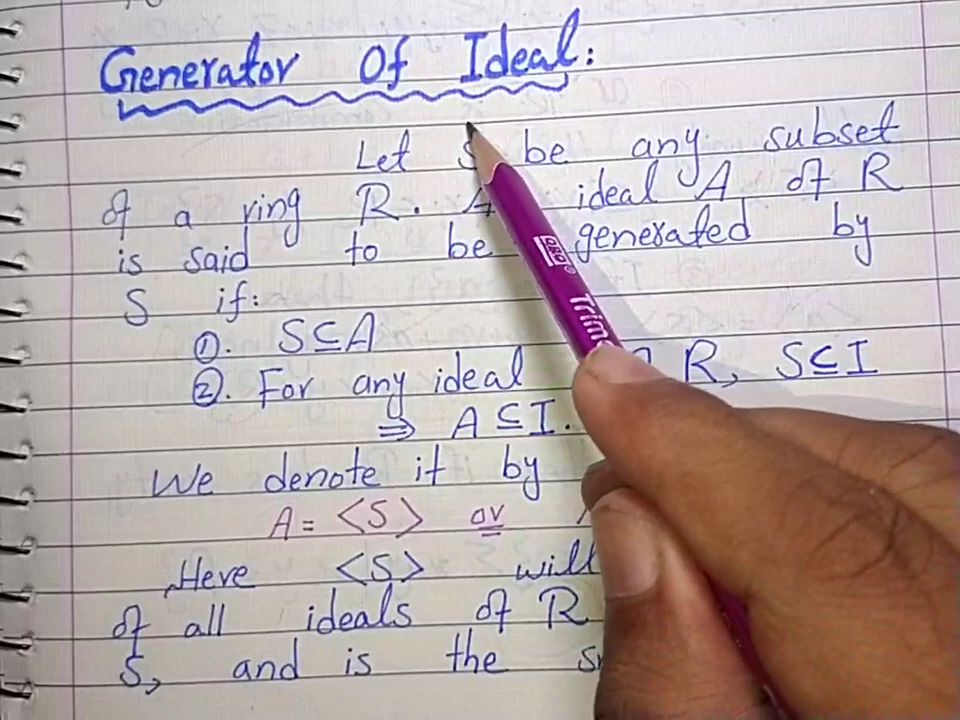 Generator Of Ideal:
Let S be any subset
of a ring R. A ideal A of R
is said to be generated by
S if:
①. S⊆A
②. For any ideal R, S⊆I
⇒ A⊆I.
We denote it by
A = <S> or
Here <S> will
of all ideals of R
S, and is the
Trim